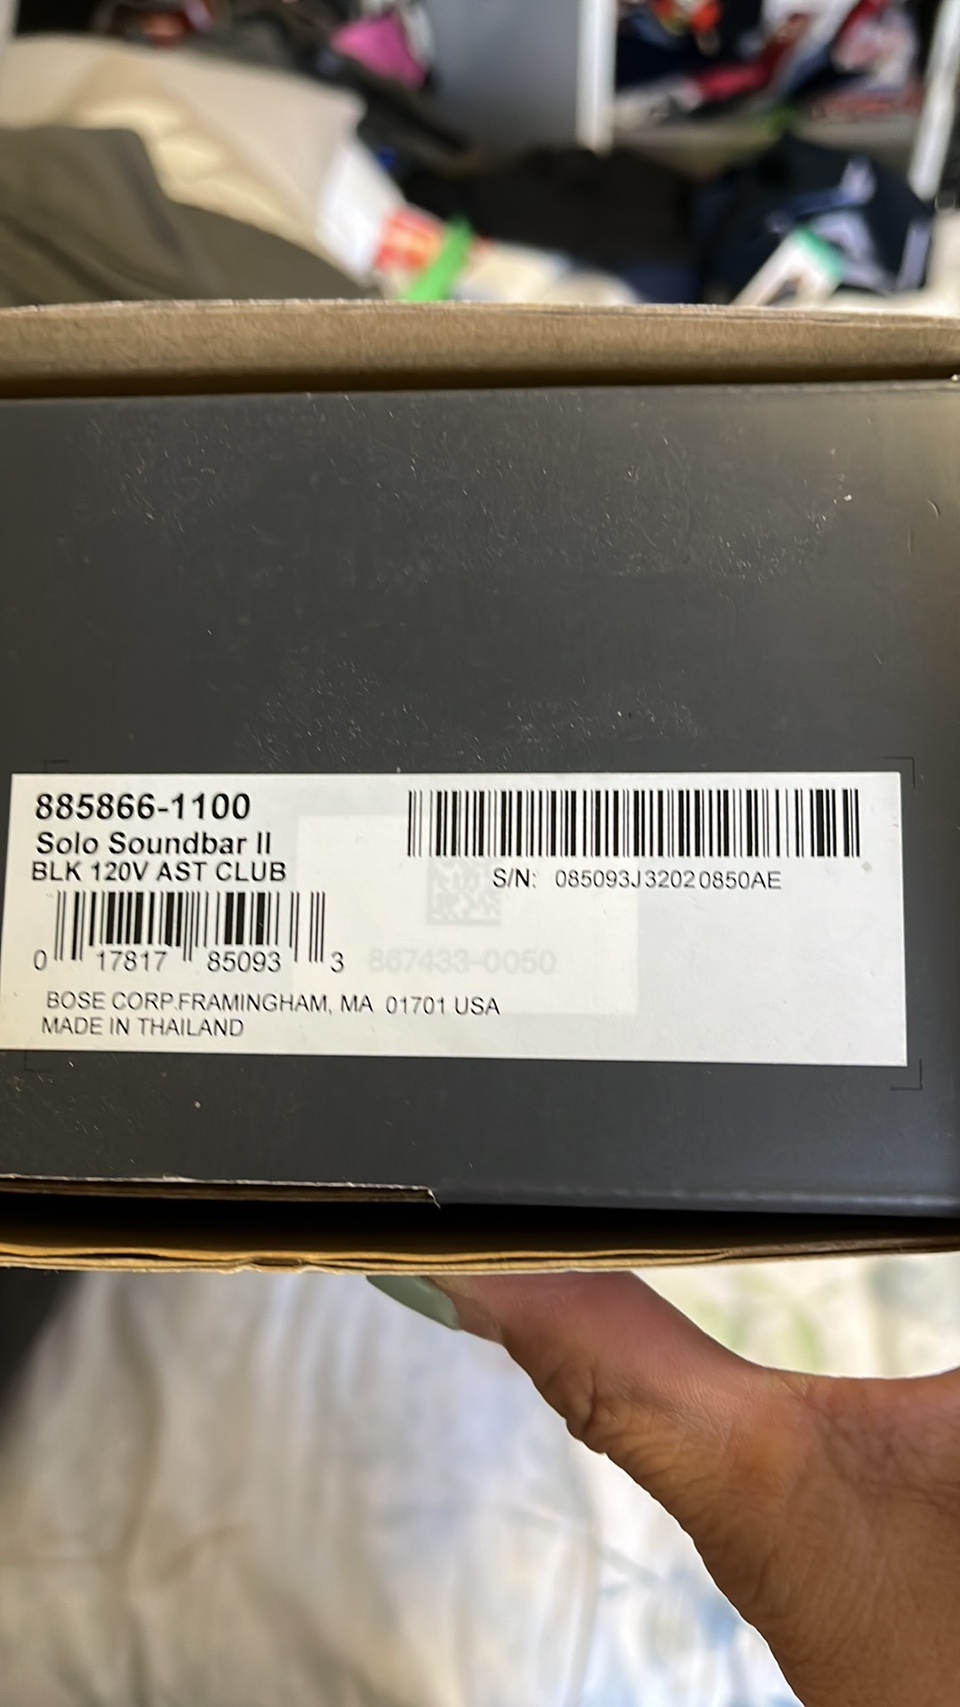 885866-1100
Solo Soundbar II
BLK 120V AST CLUB
S/N: 085093J32020850AE
0 17817 85093 3
867433-0050
BOSE CORP.FRAMINGHAM, MA 01701 USA
MADE IN THAILAND